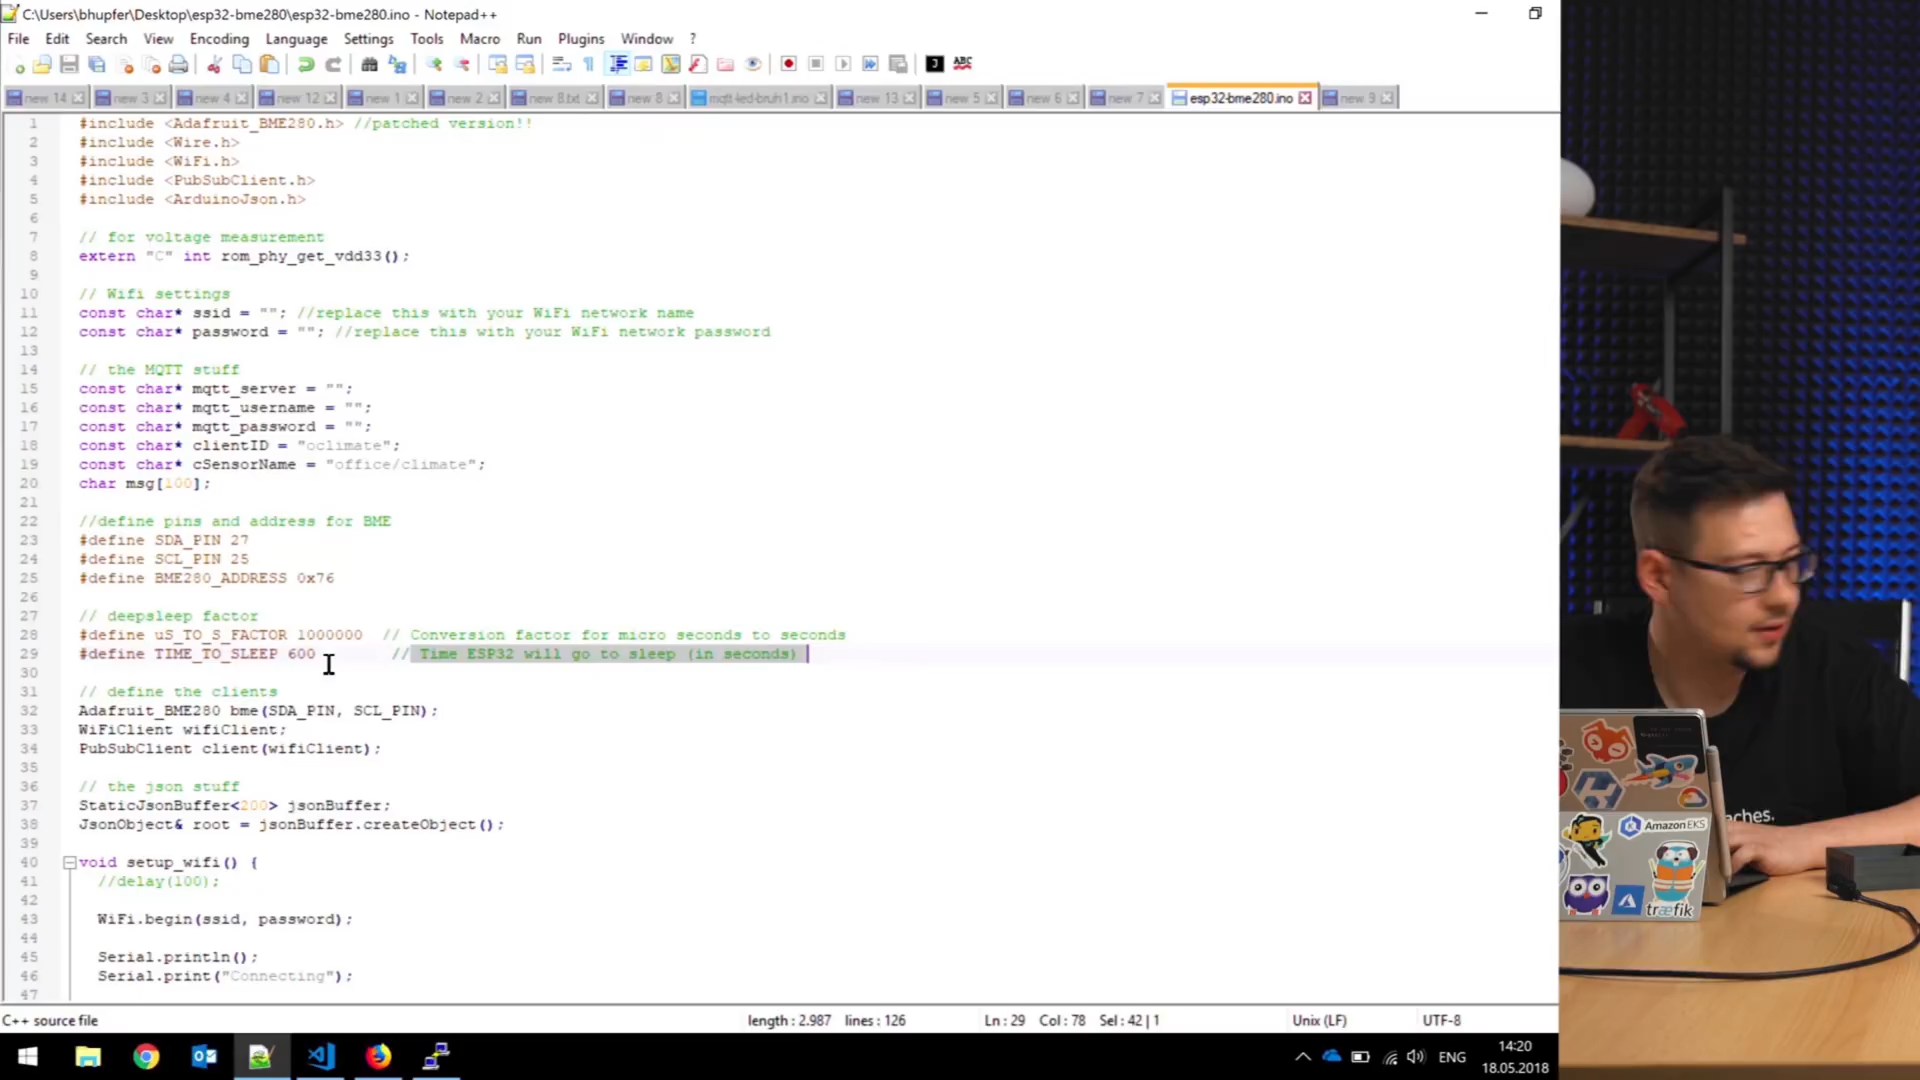 C:\Users\bhupfer\Desktop\esp32-bme280\esp32-bme280.ino - Notepad++
File Edit Search View Encoding Language Settings Tools Macro Run Plugins Window ?
new 14 new 3 new 4 new 12 new 1 new 2 new 8.txt new 8 mqtt-led-bruh1.ino new 13 new 5 new 6 new 7 esp32-bme280.ino new 9
1 #include <Adafruit_BME280.h> //patched version!!
2 #include <Wire.h>
3 #include <WiFi.h>
4 #include <PubSubClient.h>
5 #include <ArduinoJson.h>
6
7 // for voltage measurement
8 extern "C" int rom_phy_get_vdd33();
9
10 // Wifi settings
11 const char* ssid = ""; //replace this with your WiFi network name
12 const char* password = ""; //replace this with your WiFi network password
13
14 // the MQTT stuff
15 const char* mqtt_server = "";
16 const char* mqtt_username = "";
17 const char* mqtt_password = "";
18 const char* clientID = "oclimate";
19 const char* cSensorName = "office/climate";
20 char msg[100];
21
22 //define pins and address for BME
23 #define SDA_PIN 27
24 #define SCL_PIN 25
25 #define BME280_ADDRESS 0x76
26
27 // deepsleep factor
28 #define uS_TO_S_FACTOR 1000000 // Conversion factor for micro seconds to seconds
29 #define TIME_TO_SLEEP 600 // Time ESP32 will go to sleep (in seconds)
30
31 // define the clients
32 Adafruit_BME280 bme(SDA_PIN, SCL_PIN);
33 WiFiClient wifiClient;
34 PubSubClient client(wifiClient);
35
36 // the json stuff
37 StaticJsonBuffer<200> jsonBuffer;
38 JsonObject& root = jsonBuffer.createObject();
39
40 void setup_wifi() {
41 //delay(100);
42
43 WiFi.begin(ssid, password);
44
45 Serial.println();
46 Serial.print("Connecting");
47
C++ source file length : 2.987 lines : 126 Ln : 29 Col : 78 Sel : 42 | 1 Unix (LF) UTF-8
ENG
14:20
18.05.2018
aches.
Amazon EKS
træfik